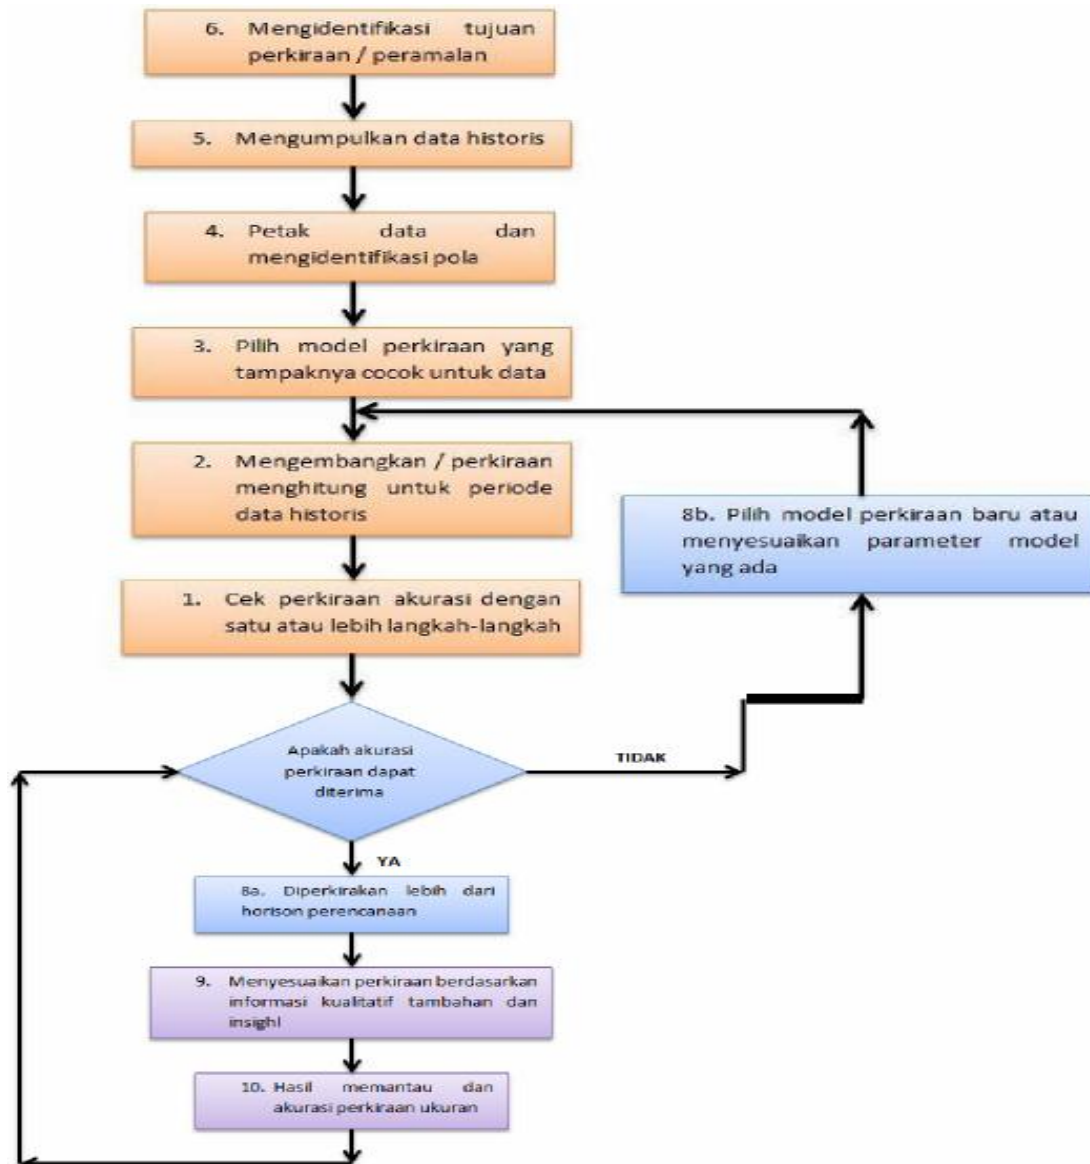 6. Mengidentifikasi tujuan
perkiraan / peramalan
5. Mengumpulkan data historis
4. Petak data dan
mengidentifikasi pola
3. Pilih model perkiraan yang
tampaknya cocok untuk data
2. Mengembangkan / perkiraan
menghitung untuk periode
data historis
8b. Pilih model perkiraan baru atau
menyesuaikan parameter model
yang ada
1. Cek perkiraan akurasi dengan
satu atau lebih langkah-langkah
Apakah akurasi
perkiraan dapat
diterima
TIDAK
YA
8a. Diperkirakan lebih dari
horison perencanaan
9. Menyesuaikan perkiraan berdasarkan
informasi kualitatif tambahan dan
insighl
10. Hasil memantau dan
akurasi perkiraan ukuran